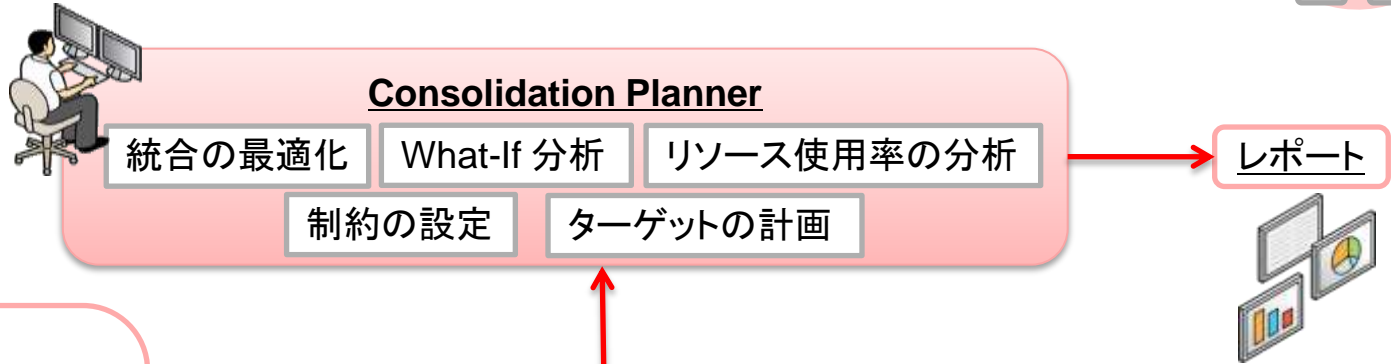 Consolidation Planner
統合の最適化
What-If 分析
リソース使用率の分析
制約の設定
ターゲットの計画
レポート